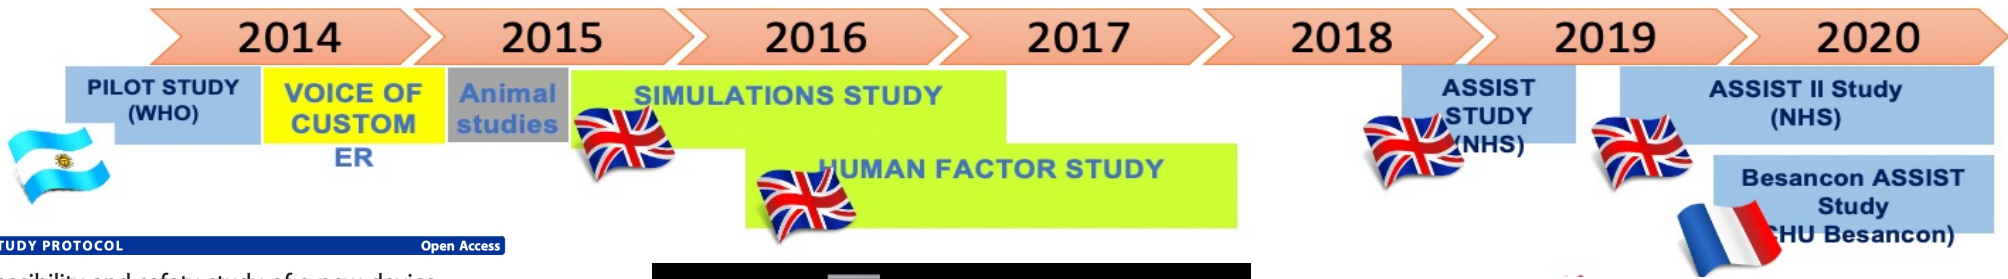 2014 2015 2016 2017 2018 2019 2020
PILOT STUDY
(WHO)
VOICE OF
CUSTOM
ER
Animal
studies
SIMULATIONS STUDY
HUMAN FACTOR STUDY
ASSIST
STUDY
(NHS)
ASSIST II Study
(NHS)
Besancon ASSIST
Study
CHU Besancon)
TUDY PROTOCOL Open Access